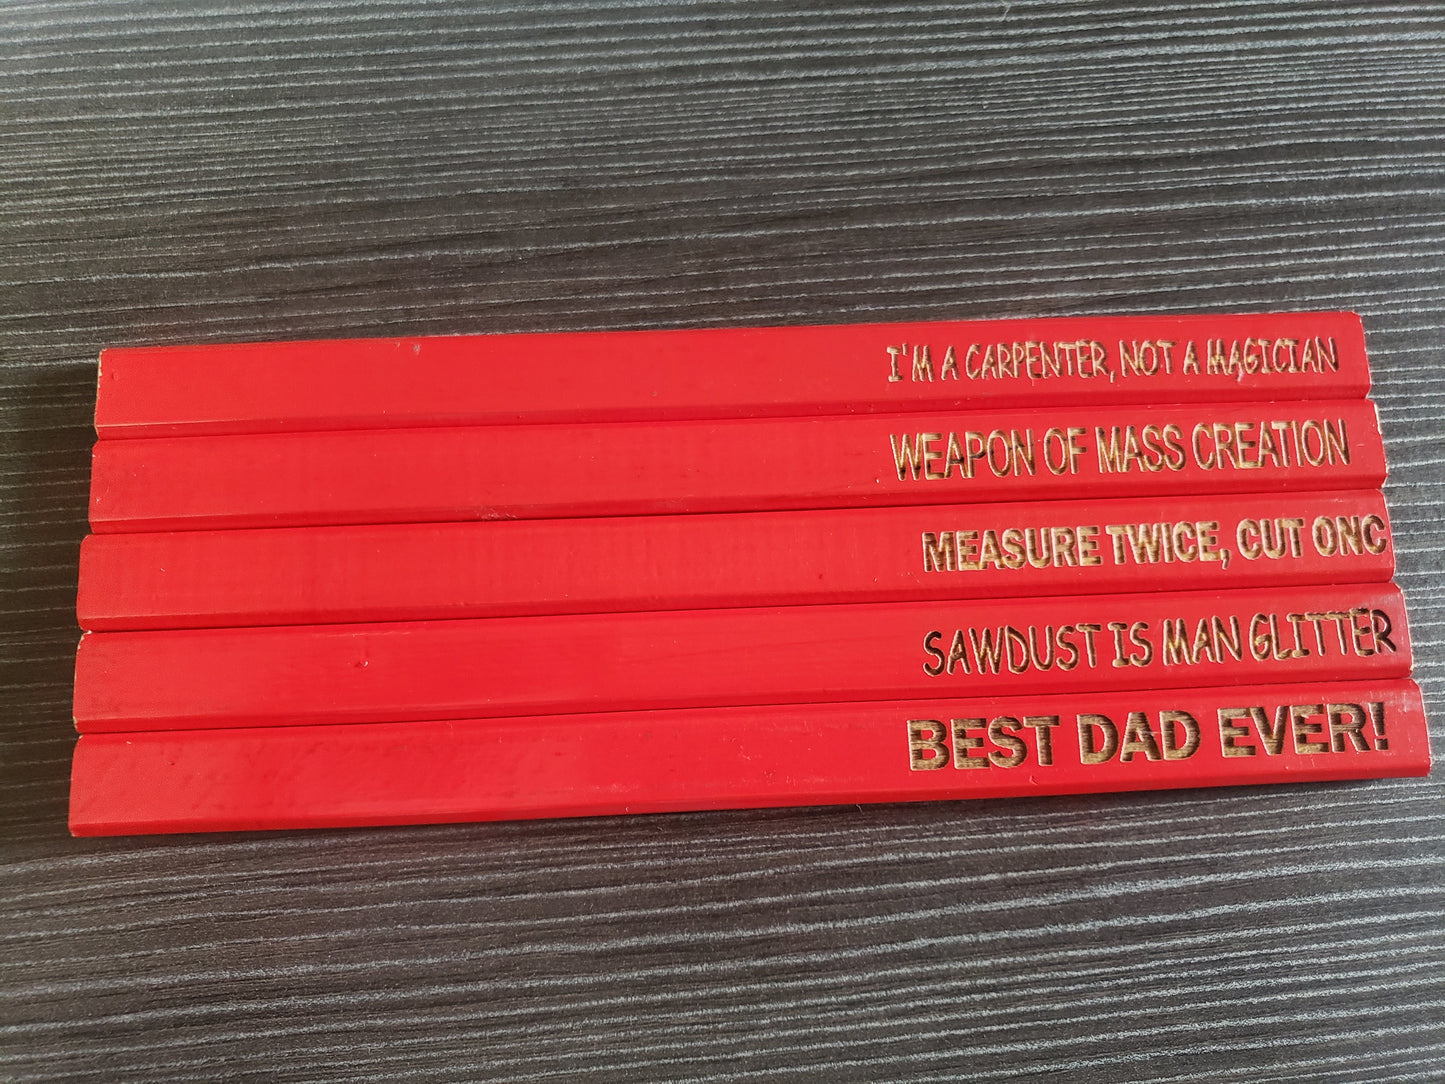 I'M A CARPENTER, NOT A MAGICIAN
WEAPON OF MASS CREATION
MEASURE TWICE, CUT ONC
SAWDUST IS MAN GLITTER
BEST DAD EVER!